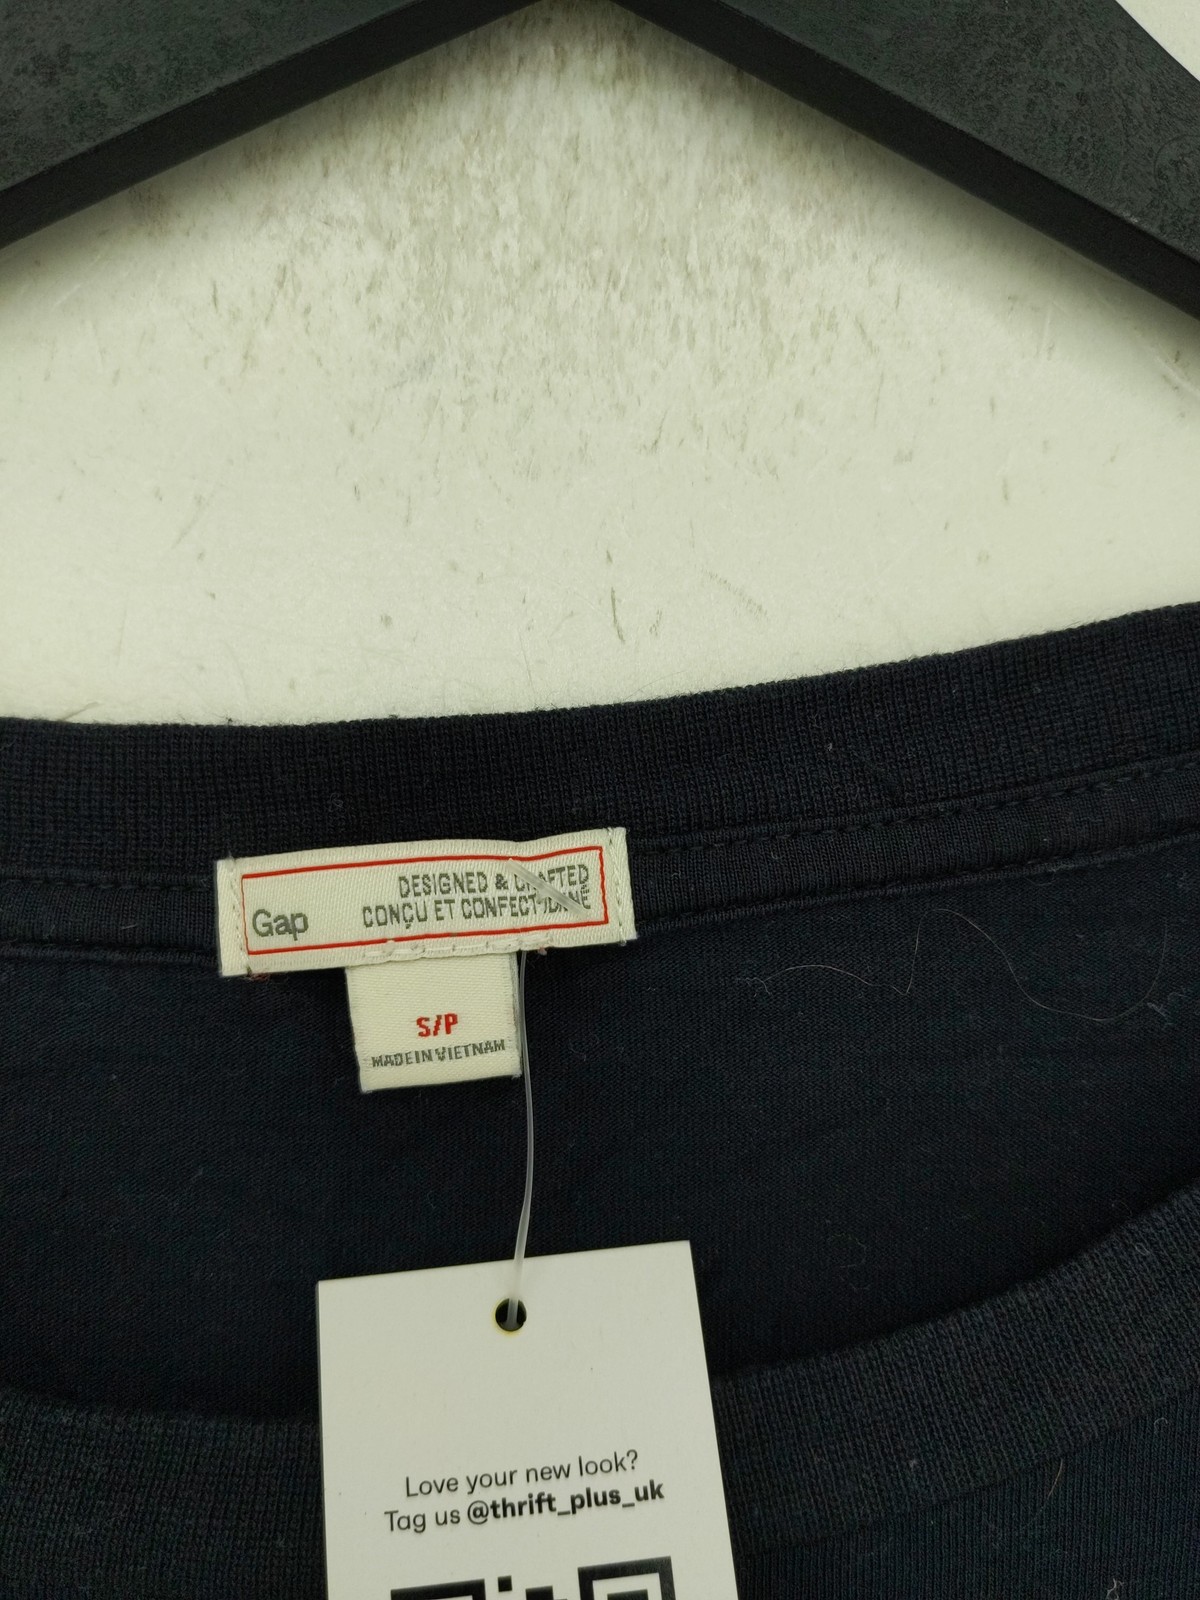 Gap
DESIGNED & CRAFTED
CONÇU ET CONFECTIONNÉ
S/P
MADE IN VIETNAM
Love your new look?
Tag us @thrift_plus_uk